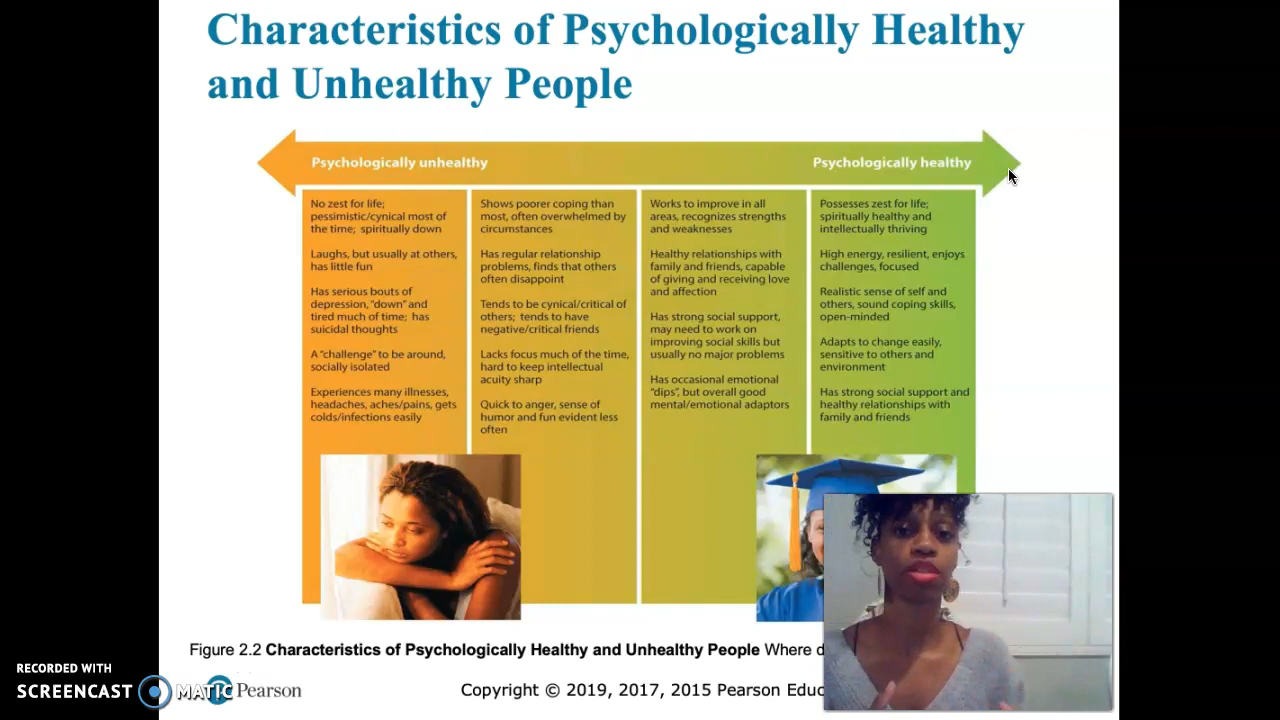 Characteristics of Psychologically Healthy
and Unhealthy People
Psychologically unhealthy
Psychologically healthy
No zest for life;
pessimistic/cynical most of
the time; spiritually down
Laughs, but usually at others,
has little fun
Has serious bouts of
depression, "down" and
tired much of time; has
suicidal thoughts
A "challenge" to be around,
socially isolated
Experiences many illnesses,
headaches, aches/pains, gets
colds/infections easily
Shows poorer coping than
most, often overwhelmed by
circumstances
Has regular relationship
problems, finds that others
often disappoint
Tends to be cynical/critical of
others; tends to have
negative/critical friends
Lacks focus much of the time,
hard to keep intellectual
acuity sharp
Quick to anger, sense of
humor and fun evident less
often
Works to improve in all
areas, recognizes strengths
and weaknesses
Healthy relationships with
family and friends, capable
of giving and receiving love
and affection
Has strong social support,
may need to work on
improving social skills but
usually no major problems
Has occasional emotional
"dips", but overall good
mental/emotional adaptors
Possesses zest for life;
spiritually healthy and
intellectually thriving
High energy, resilient, enjoys
challenges, focused
Realistic sense of self and
others, sound coping skills,
open-minded
Adapts to change easily,
sensitive to others and
environment
Has strong social support and
healthy relationships with
family and friends
Figure 2.2 Characteristics of Psychologically Healthy and Unhealthy People Where
RECORDED WITH
SCREENCAST MATIC
Pearson
Copyright © 2019, 2017, 2015 Pearson